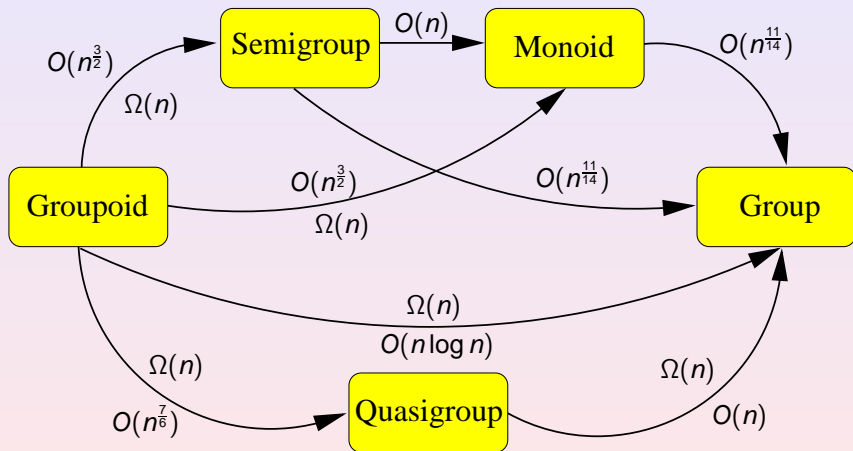 Semigroup
O(n)
Monoid
O(n^{3/2})
Ω(n)
O(n^{11/14})
Groupoid
O(n^{3/2})
Ω(n)
O(n^{11/14})
Group
Ω(n)
O(n log n)
Ω(n)
O(n^{7/6})
Quasigroup
Ω(n)
O(n)